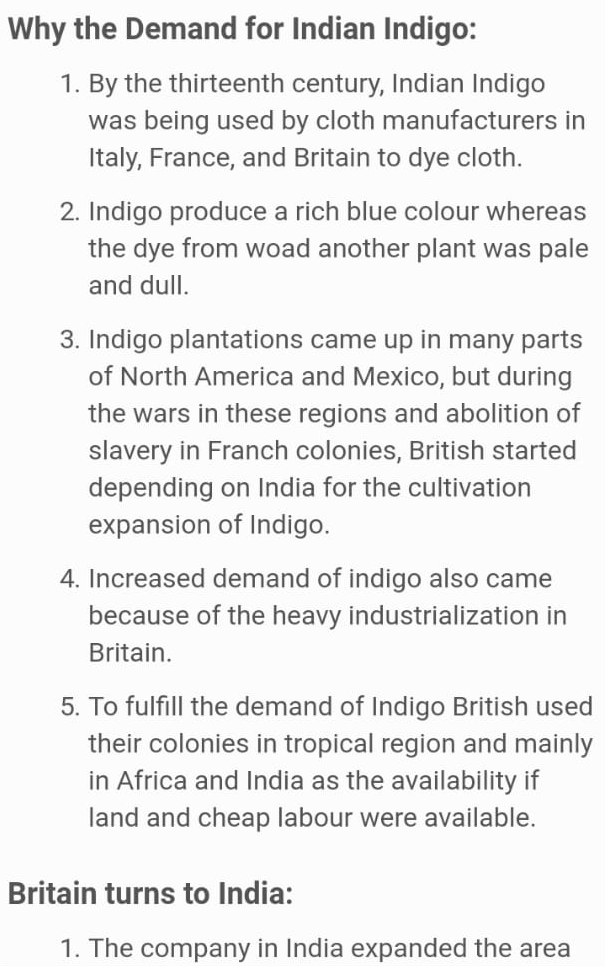 Why the Demand for Indian Indigo:
1. By the thirteenth century, Indian Indigo
was being used by cloth manufacturers in
Italy, France, and Britain to dye cloth.
2. Indigo produce a rich blue colour whereas
the dye from woad another plant was pale
and dull.
3. Indigo plantations came up in many parts
of North America and Mexico, but during
the wars in these regions and abolition of
slavery in Franch colonies, British started
depending on India for the cultivation
expansion of Indigo.
4. Increased demand of indigo also came
because of the heavy industrialization in
Britain.
5. To fulfill the demand of Indigo British used
their colonies in tropical region and mainly
in Africa and India as the availability if
land and cheap labour were available.
Britain turns to India:
1. The company in India expanded the area